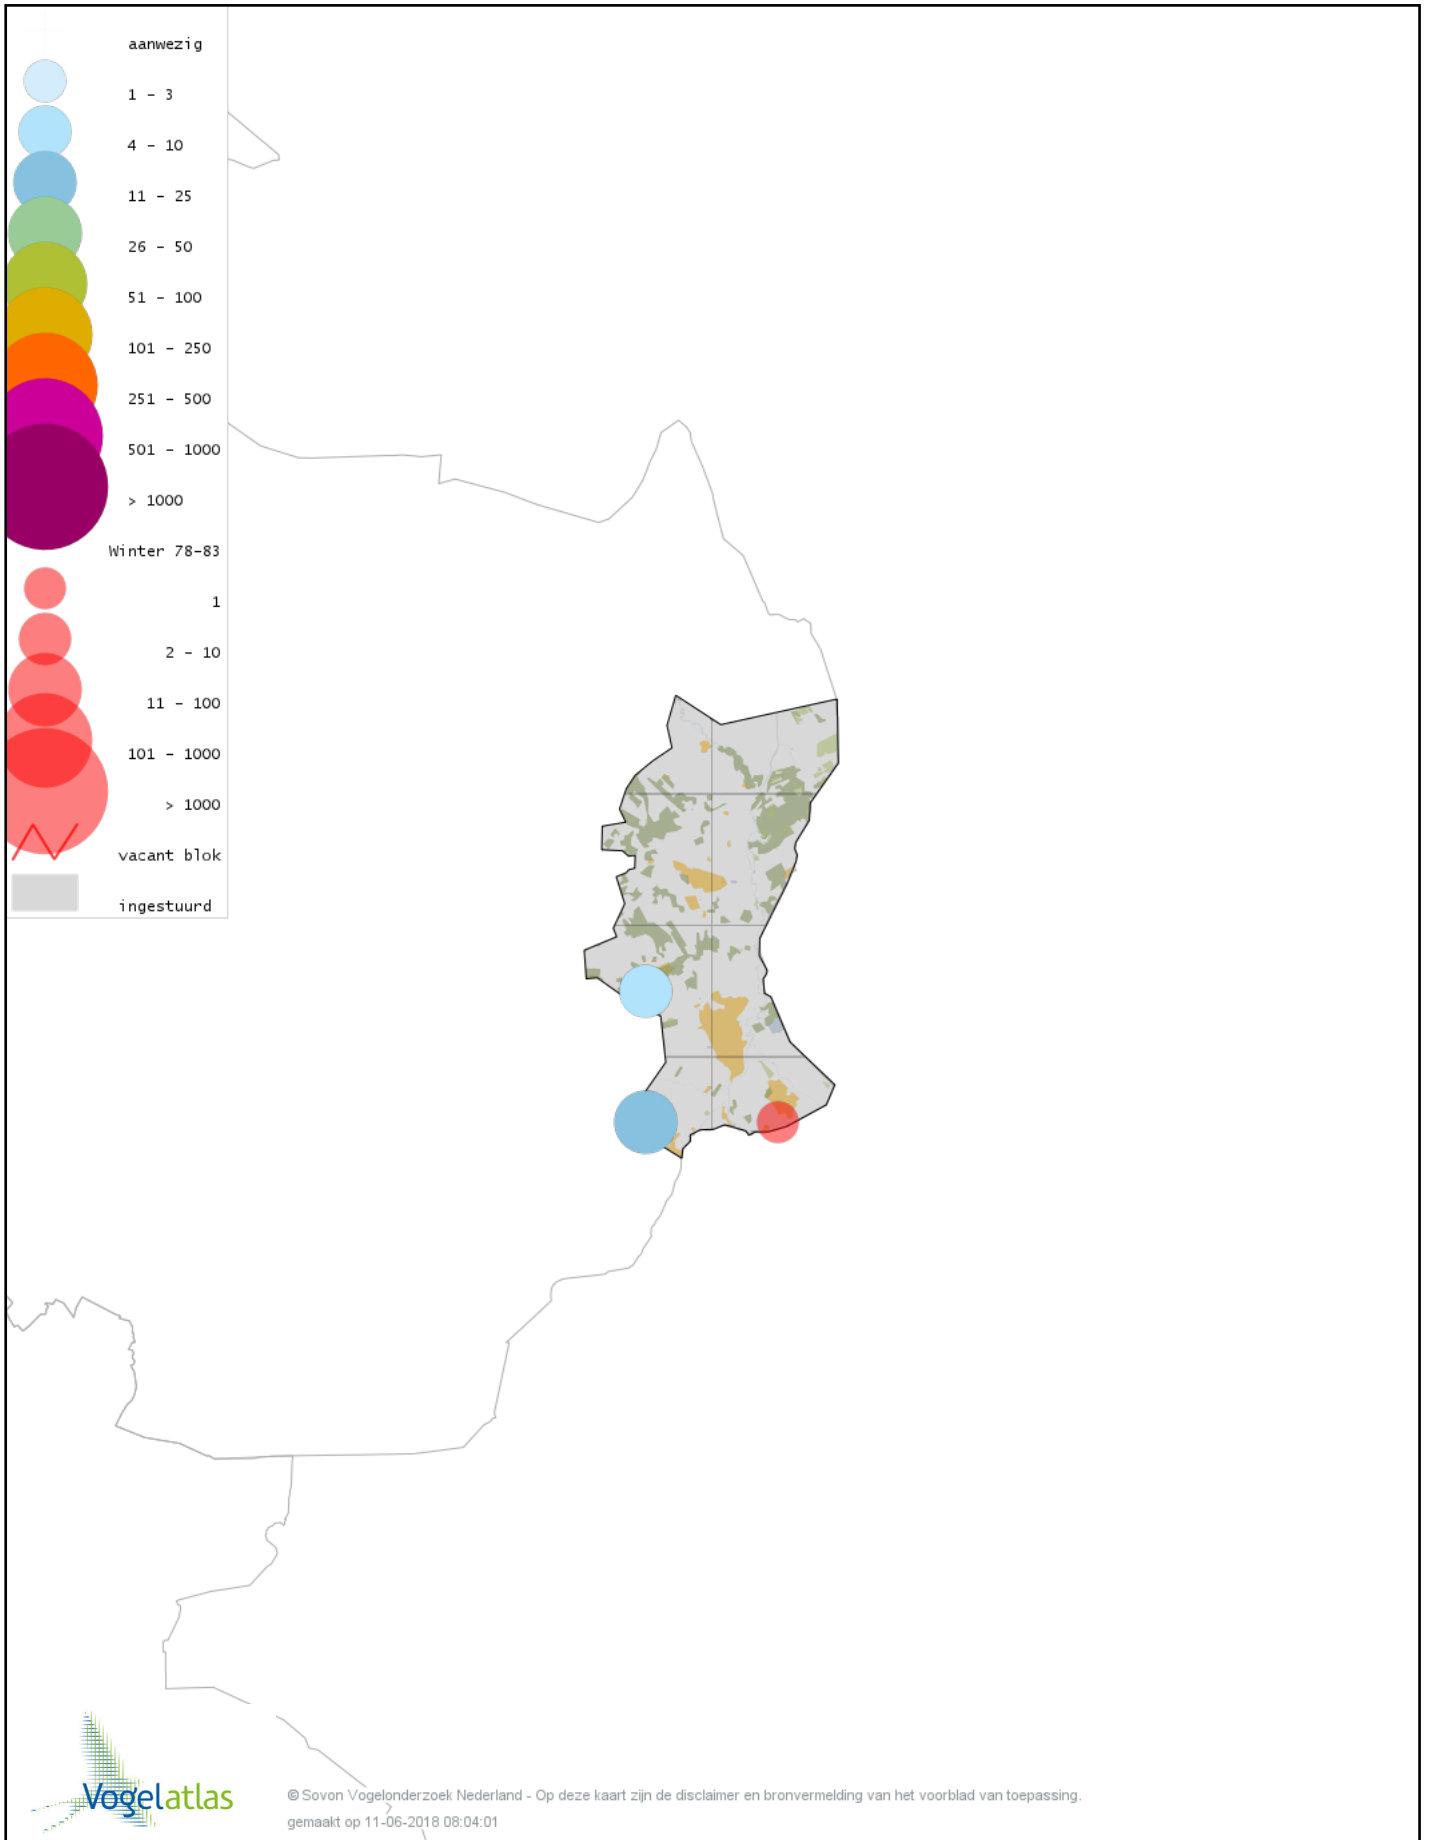 aanwezig
1 - 3
4 - 10
11 - 25
26 - 50
51 - 100
101 - 250
251 - 500
501 - 1000
> 1000
Winter 78-83
1
2 - 10
11 - 100
101 - 1000
> 1000
vacant blok
ingestuurd
Vogelatlas
© Sovon Vogelonderzoek Nederland - Op deze kaart zijn de disclaimer en bronvermelding van het voorblad van toepassing.
gemaakt op 11-06-2018 08:04:01